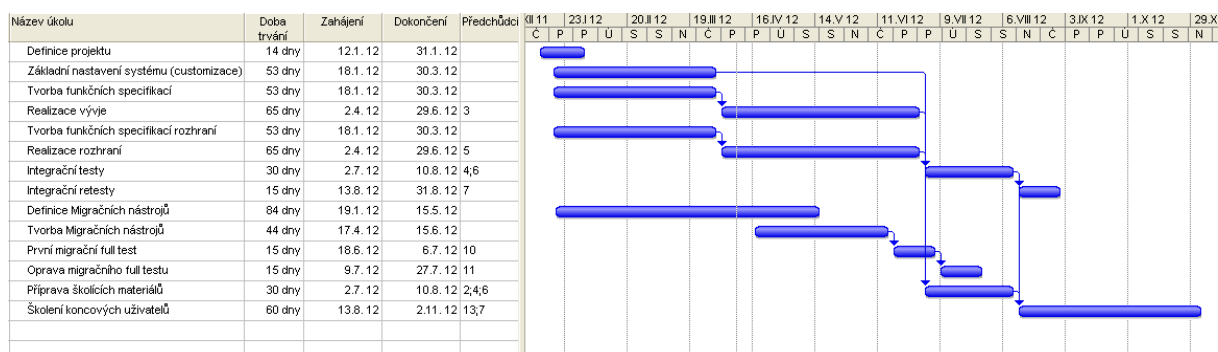 Název úkolu Doba trvání Zahájení Dokončení Předchůdci XII 11 23.I 12 20.II 12 19.III 12 16.IV 12 14.V 12 11.VI 12 9.VII 12 6.VIII 12 3.IX 12 1.X 12 29.X
Č P P Ú S S N Č P P Ú S S N Č P P Ú S S N Č
Definice projektu 14 dny 12.1. 12 31.1. 12
Základní nastavení systému (customizace) 53 dny 18.1. 12 30.3. 12
Tvorba funkčních specifikací 53 dny 18.1. 12 30.3. 12
Realizace vývje 65 dny 2.4. 12 29.6. 12 3
Tvorba funkčních specifikací rozhraní 53 dny 18.1. 12 30.3. 12
Realizace rozhraní 65 dny 2.4. 12 29.6. 12 5
Integrační testy 30 dny 2.7. 12 10.8. 12 4;6
Integrační retesty 15 dny 13.8. 12 31.8. 12 7
Definice Migračních nástrojů 84 dny 19.1. 12 15.5. 12
Tvorba Migračních nástrojů 44 dny 17.4. 12 15.6. 12
První migrační full test 15 dny 18.6. 12 6.7. 12 10
Oprava migračního full testu 15 dny 9.7. 12 27.7. 12 11
Příprava školících materiálů 30 dny 2.7. 12 10.8. 12 2;4;6
Školení koncových uživatelů 60 dny 13.8. 12 2.11. 12 13;7